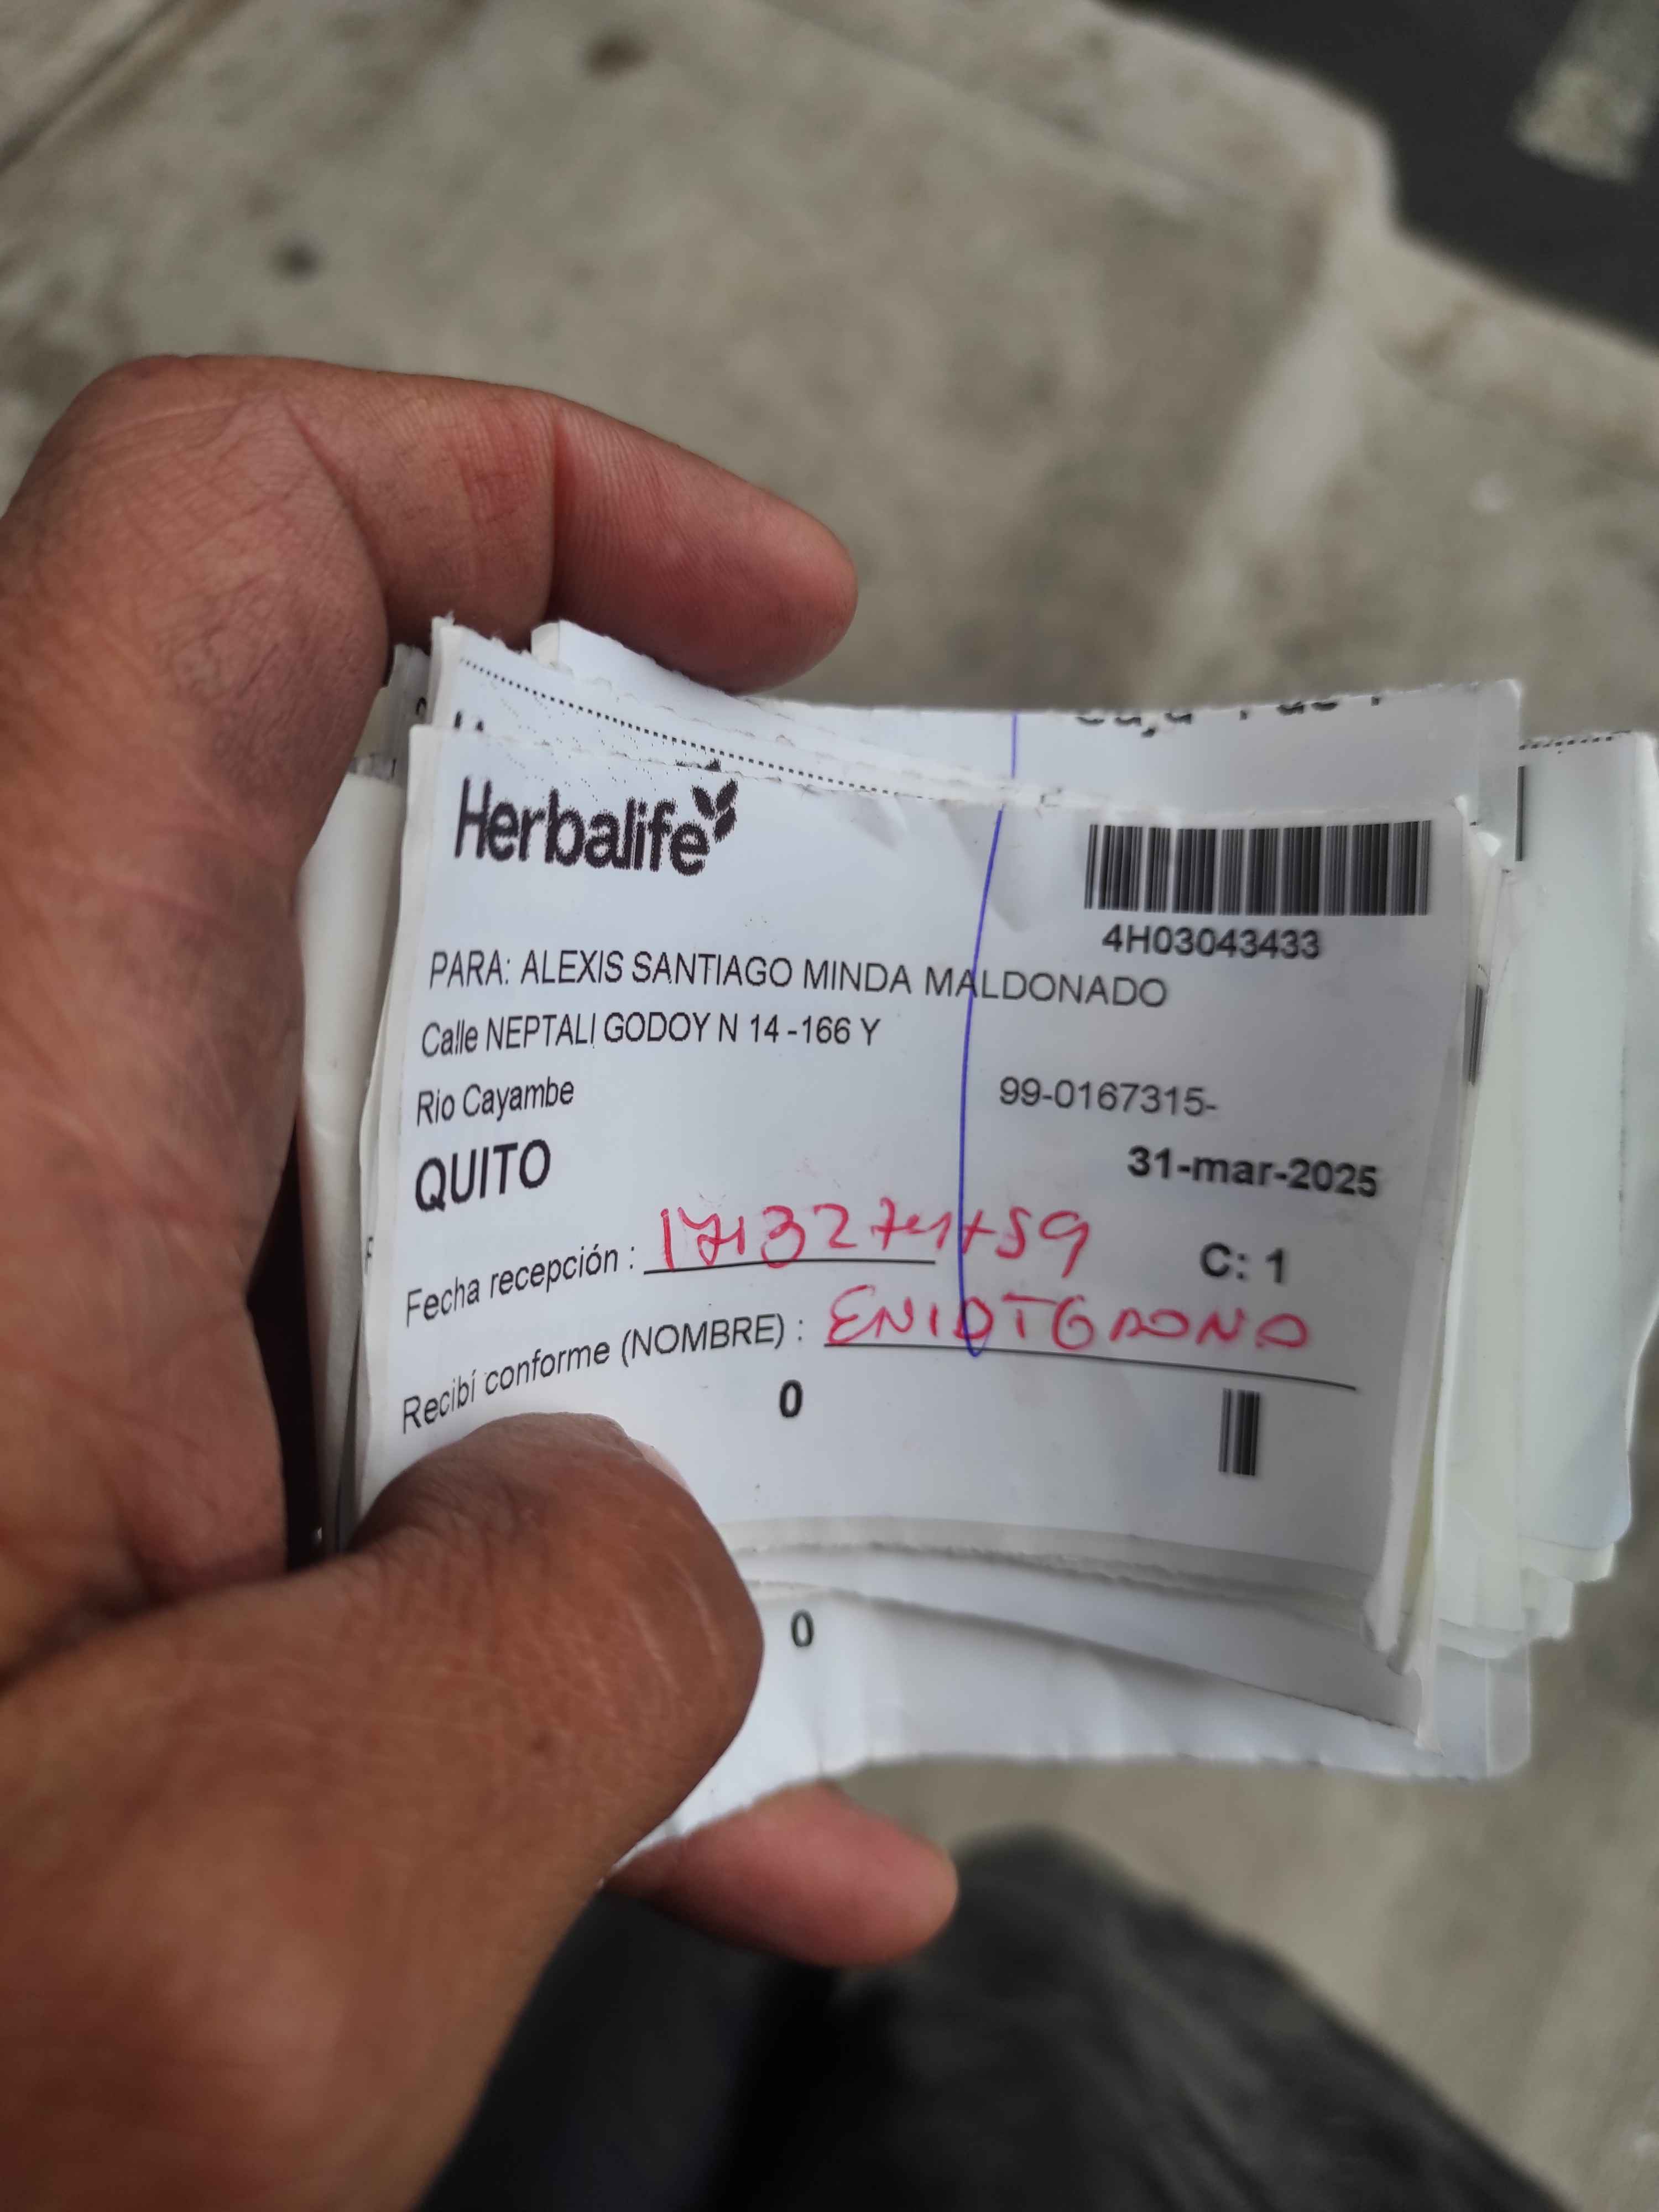 Herbalife
4H03043433
PARA: ALEXIS SANTIAGO MINDA MALDONADO
Calle NEPTALI GODOY N 14 -166 Y
Rio Cayambe
99-0167315-
QUITO
31-mar-2025
Fecha recepción :
C: 1
Recibí conforme (NOMBRE) :
0
0